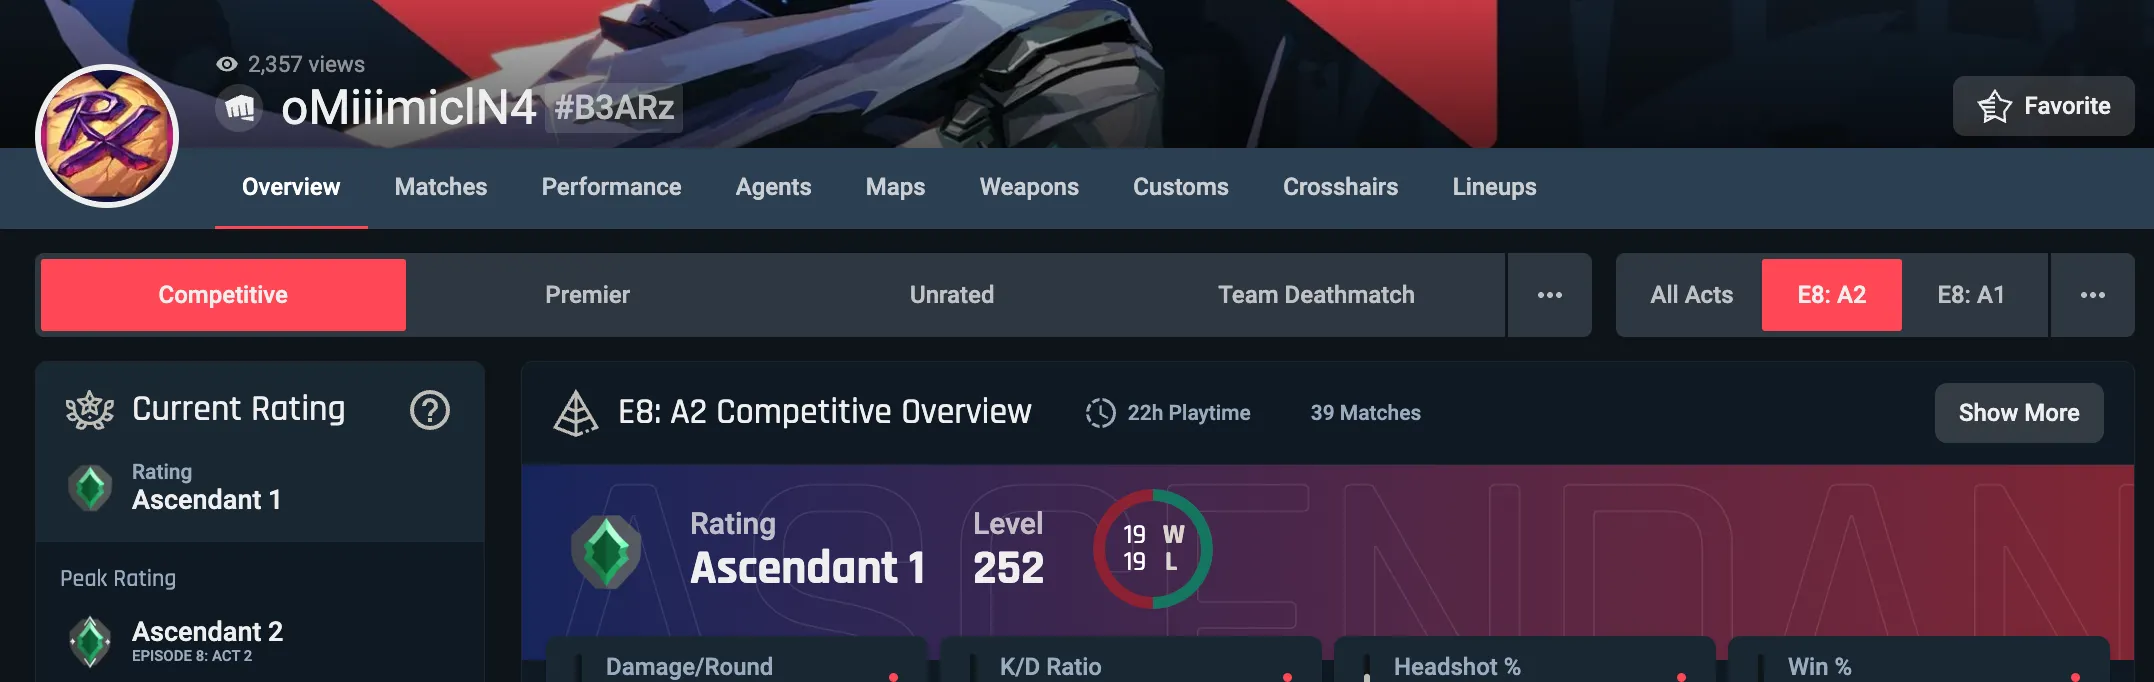 2,357 views
oMiiimiclN4 #B3ARz
Favorite
Overview Matches Performance Agents Maps Weapons Customs Crosshairs Lineups
Competitive Premier Unrated Team Deathmatch ••• All Acts E8: A2 E8: A1 •••
Current Rating ?
Rating
Ascendant 1
Peak Rating
Ascendant 2
EPISODE 8: ACT 2
E8: A2 Competitive Overview 22h Playtime 39 Matches Show More
ASCENDAN
Rating
Ascendant 1
Level
252
19 W
19 L
Damage/Round K/D Ratio Headshot % Win %